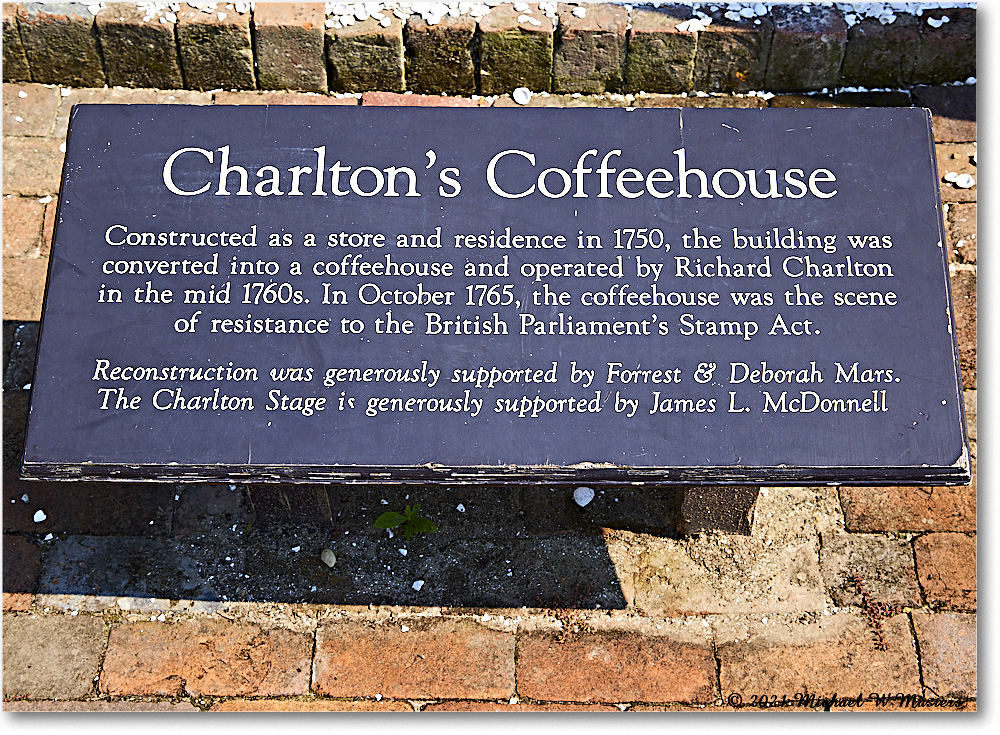 Charlton's Coffeehouse
Constructed as a store and residence in 1750, the building was
converted into a coffeehouse and operated by Richard Charlton
in the mid 1760s. In October 1765, the coffeehouse was the scene
of resistance to the British Parliament's Stamp Act.
Reconstruction was generously supported by Forrest & Deborah Mars.
The Charlton Stage is generously supported by James L. McDonnell
© 2021 Michael W Masters